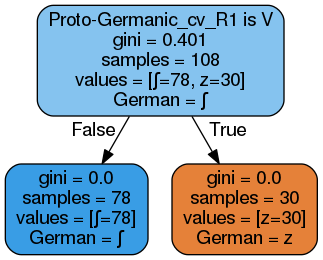 Proto-Germanic_cv_R1 is V
gini = 0.401
samples = 108
values = [ʃ=78, z=30]
German = ʃ
False
True
gini = 0.0
samples = 78
values = [ʃ=78]
German = ʃ
gini = 0.0
samples = 30
values = [z=30]
German = z